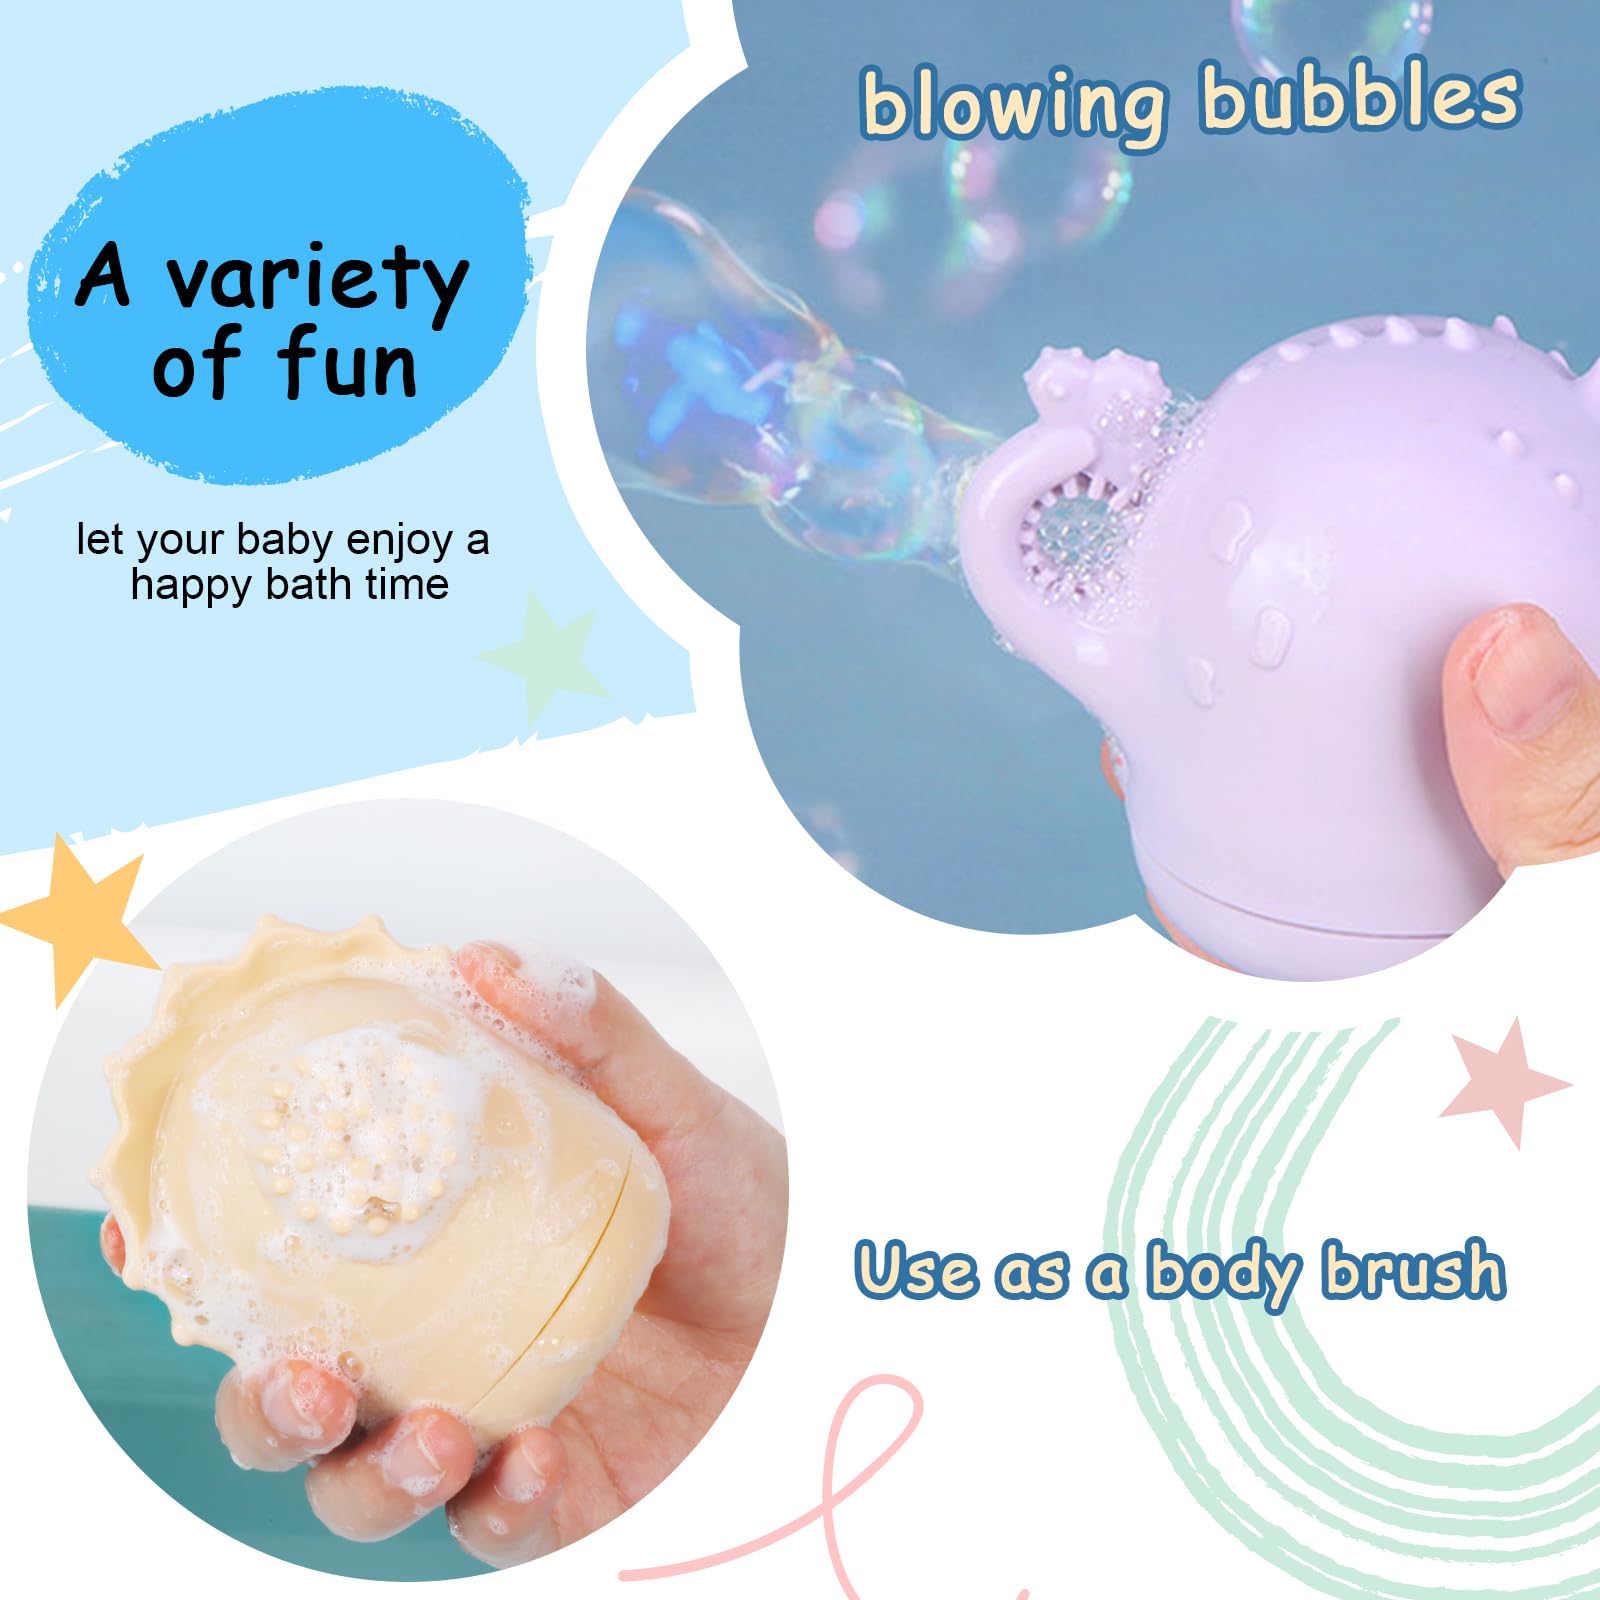 blowing bubbles
A variety
of fun
let your baby enjoy a
happy bath time
Use as a body brush